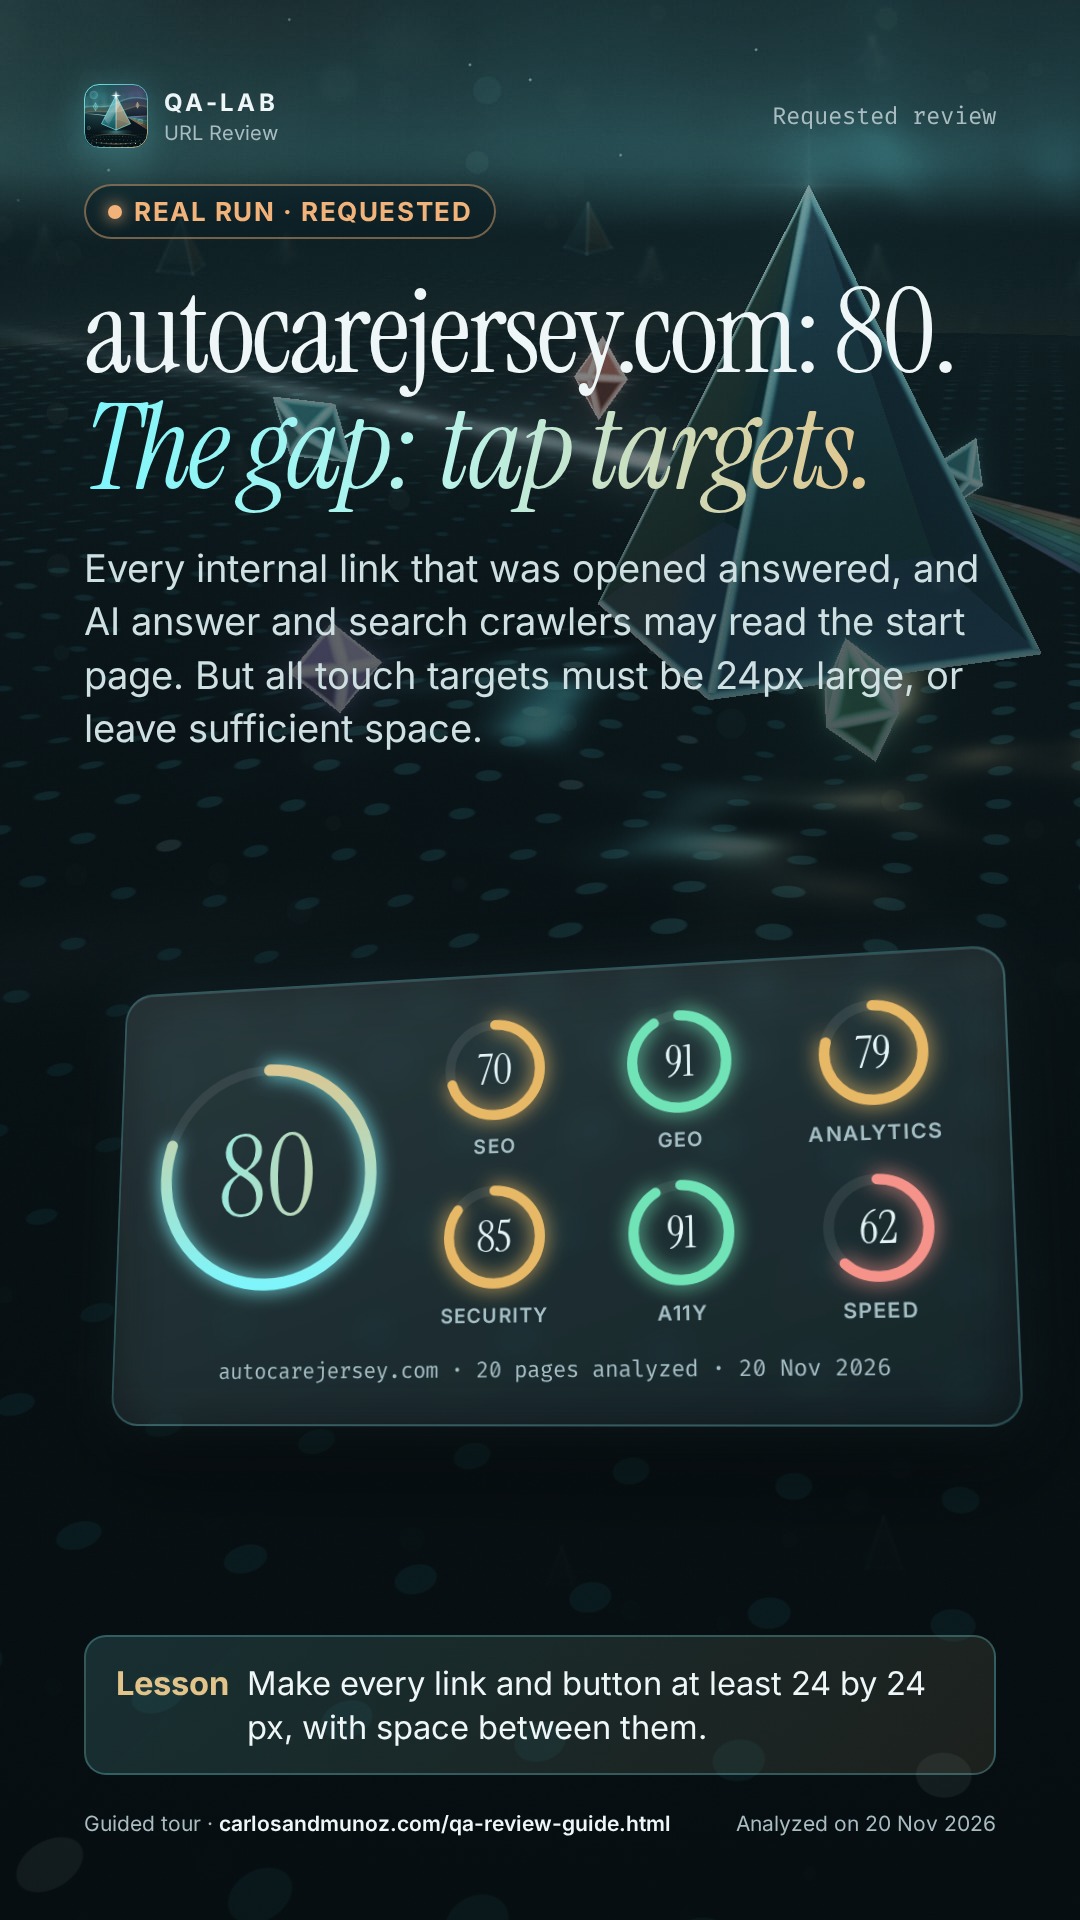 QA-LAB
URL Review
Requested review
REAL RUN · REQUESTED
autocarejersey.com: 80.
The gap: tap targets.
Every internal link that was opened answered, and
AI answer and search crawlers may read the start
page. But all touch targets must be 24px large, or
leave sufficient space.
80
70
SEO
91
GEO
79
ANALYTICS
85
SECURITY
91
A11Y
62
SPEED
autocarejersey.com · 20 pages analyzed · 20 Nov 2026
Lesson Make every link and button at least 24 by 24
px, with space between them.
Guided tour · carlosandmunoz.com/qa-review-guide.html
Analyzed on 20 Nov 2026